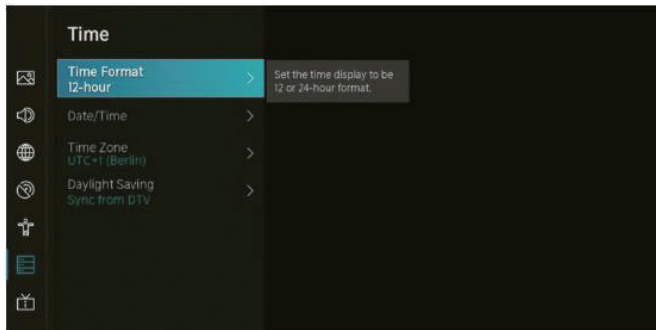 Time
Time Format
12-hour
Set the time display to be
12 or 24-hour format.
Date/Time
Time Zone
UTC+1 (Berlin)
Daylight Saving
Sync from DTV